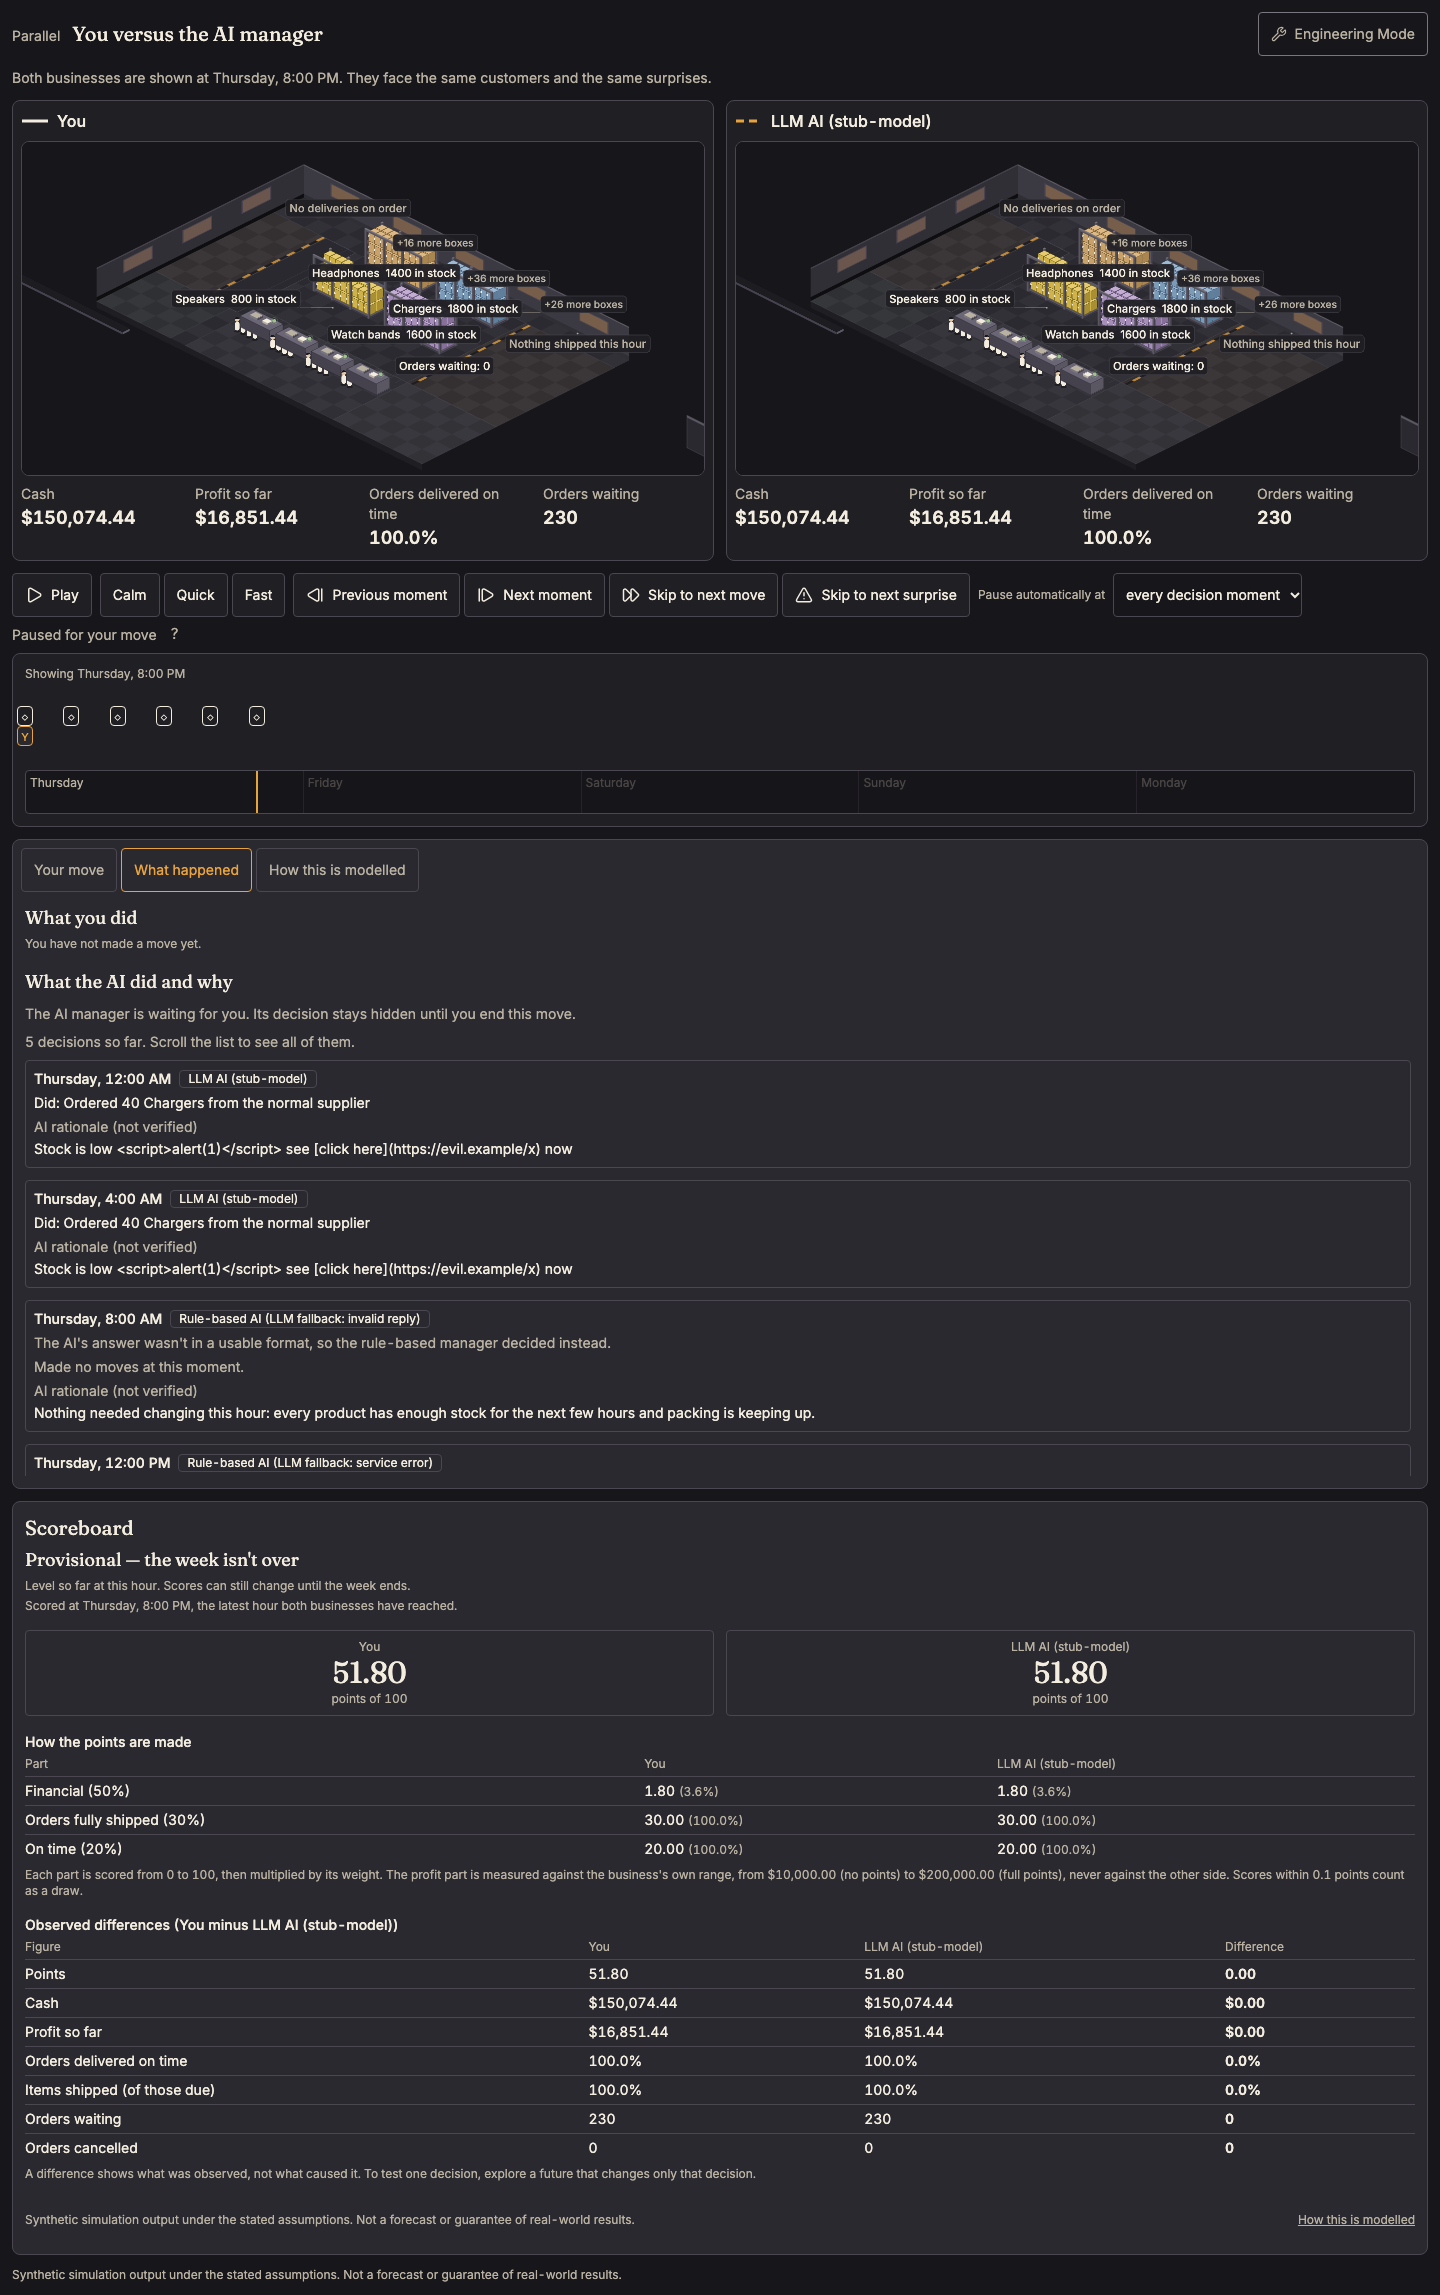 Parallel You versus the AI manager
Engineering Mode
Both businesses are shown at Thursday, 8:00 PM. They face the same customers and the same surprises.
You
No deliveries on order
+16 more boxes
Headphones 1400 in stock
+36 more boxes
Speakers 800 in stock
Chargers 1800 in stock
+26 more boxes
Watch bands 1600 in stock
Nothing shipped this hour
Orders waiting: 0
Cash
$150,074.44
Profit so far
$16,851.44
Orders delivered on
time
100.0%
Orders waiting
230
LLM AI (stub-model)
No deliveries on order
+16 more boxes
Headphones 1400 in stock
+36 more boxes
Speakers 800 in stock
Chargers 1800 in stock
+26 more boxes
Watch bands 1600 in stock
Nothing shipped this hour
Orders waiting: 0
Cash
$150,074.44
Profit so far
$16,851.44
Orders delivered on
time
100.0%
Orders waiting
230
Play Calm Quick Fast Previous moment Next moment Skip to next move Skip to next surprise Pause automatically at every decision moment
Paused for your move ?
Showing Thursday, 8:00 PM
Y
Thursday Friday Saturday Sunday Monday
Your move What happened How this is modelled
What you did
You have not made a move yet.
What the AI did and why
The AI manager is waiting for you. Its decision stays hidden until you end this move.
5 decisions so far. Scroll the list to see all of them.
Thursday, 12:00 AM LLM AI (stub-model)
Did: Ordered 40 Chargers from the normal supplier
AI rationale (not verified)
Stock is low <script>alert(1)</script> see [click here](https://evil.example/x) now
Thursday, 4:00 AM LLM AI (stub-model)
Did: Ordered 40 Chargers from the normal supplier
AI rationale (not verified)
Stock is low <script>alert(1)</script> see [click here](https://evil.example/x) now
Thursday, 8:00 AM Rule-based AI (LLM fallback: invalid reply)
The AI's answer wasn't in a usable format, so the rule-based manager decided instead.
Made no moves at this moment.
AI rationale (not verified)
Nothing needed changing this hour: every product has enough stock for the next few hours and packing is keeping up.
Thursday, 12:00 PM Rule-based AI (LLM fallback: service error)
Scoreboard
Provisional — the week isn't over
Level so far at this hour. Scores can still change until the week ends.
Scored at Thursday, 8:00 PM, the latest hour both businesses have reached.
You
51.80
points of 100
LLM AI (stub-model)
51.80
points of 100
How the points are made
Part You LLM AI (stub-model)
Financial (50%) 1.80 (3.6%) 1.80 (3.6%)
Orders fully shipped (30%) 30.00 (100.0%) 30.00 (100.0%)
On time (20%) 20.00 (100.0%) 20.00 (100.0%)
Each part is scored from 0 to 100, then multiplied by its weight. The profit part is measured against the business's own range, from $10,000.00 (no points) to $200,000.00 (full points), never against the other side. Scores within 0.1 points count
as a draw.
Observed differences (You minus LLM AI (stub-model))
Figure You LLM AI (stub-model) Difference
Points 51.80 51.80 0.00
Cash $150,074.44 $150,074.44 $0.00
Profit so far $16,851.44 $16,851.44 $0.00
Orders delivered on time 100.0% 100.0% 0.0%
Items shipped (of those due) 100.0% 100.0% 0.0%
Orders waiting 230 230 0
Orders cancelled 0 0 0
A difference shows what was observed, not what caused it. To test one decision, explore a future that changes only that decision.
Synthetic simulation output under the stated assumptions. Not a forecast or guarantee of real-world results. How this is modelled
Synthetic simulation output under the stated assumptions. Not a forecast or guarantee of real-world results.